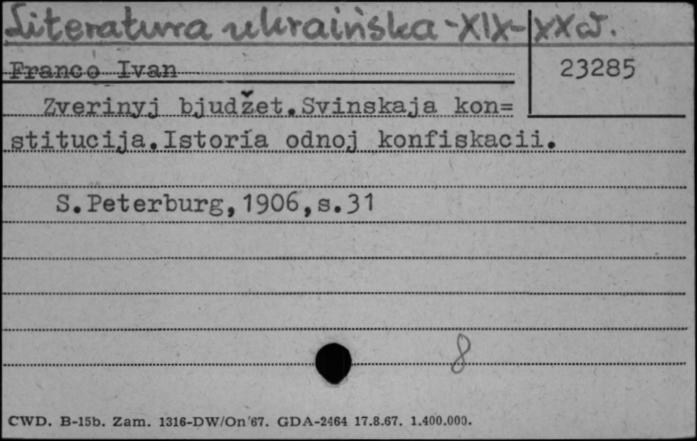 Literatura ukraińska - XIX - XX w.
Franco Ivan
23285
Zverinyj bjudžet. Svinskaja kon=
stitucija. Istoría odnoj konfiskacii.
S. Peterburg, 1906, s. 31
8
CWD. B-15b. Zam. 1316-DW/On'67. GDA-2464 17.8.67. 1.400.000.